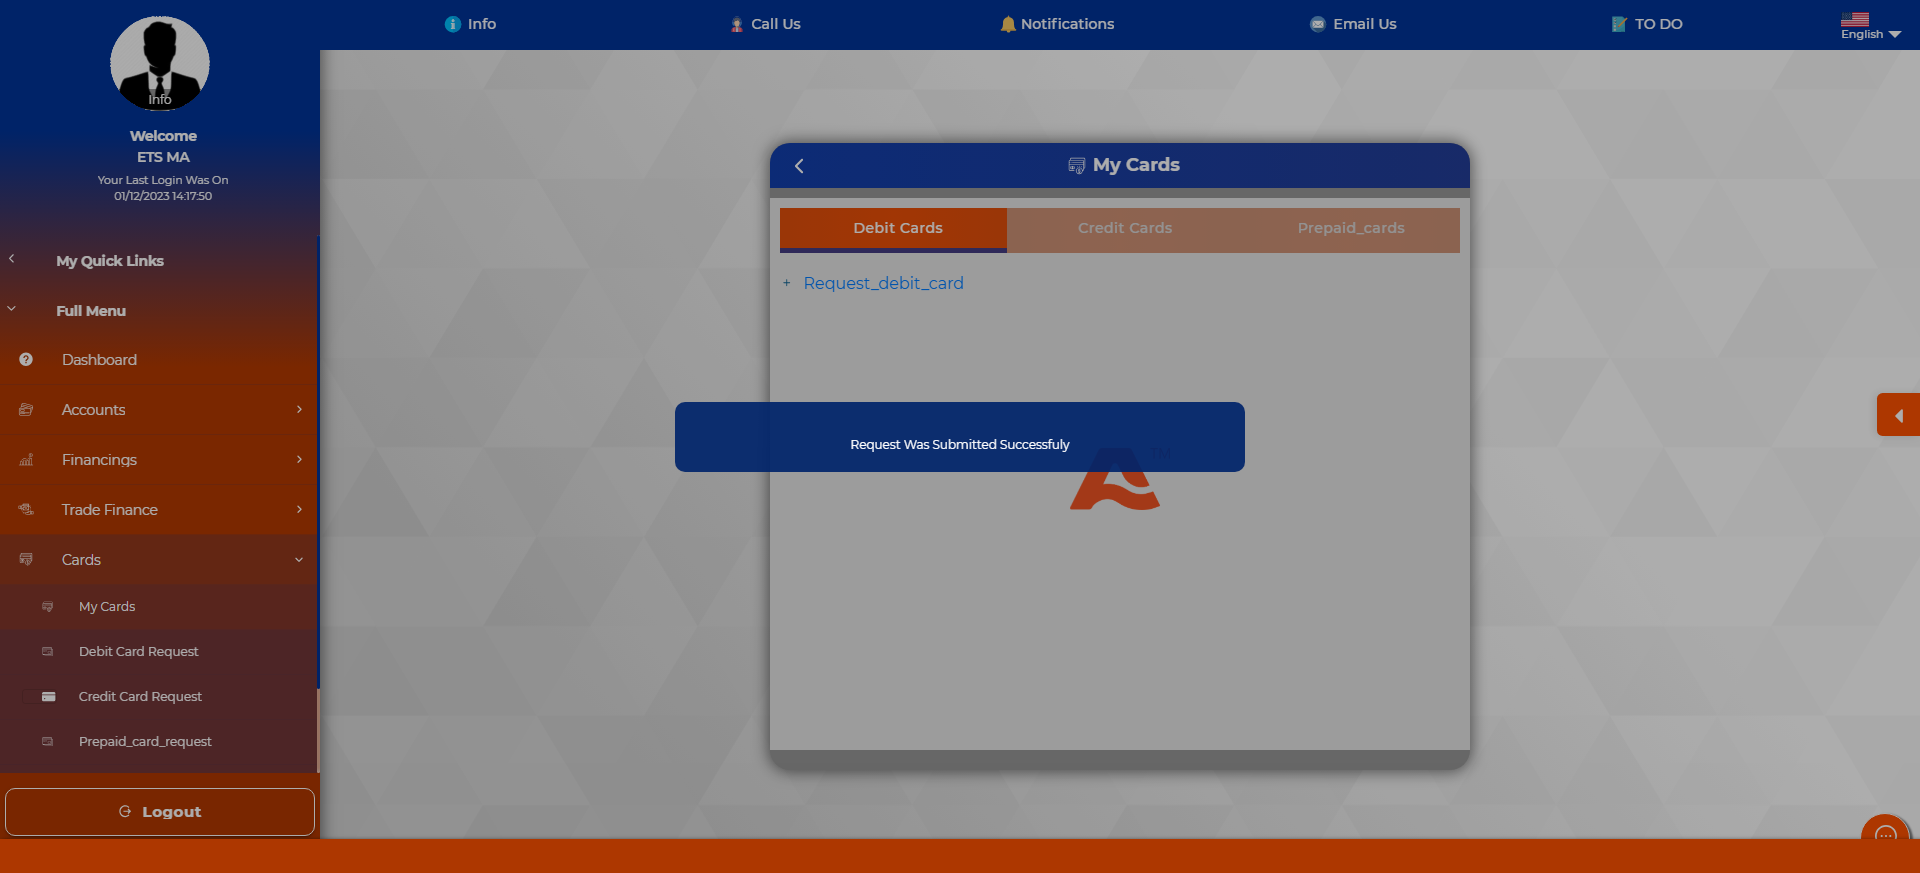 Info
Call Us
Notifications
Email Us
TO DO
English
Info
Welcome
ETS MA
Your Last Login Was On
01/12/2023 14:17:50
My Quick Links
Full Menu
Dashboard
Accounts
Financings
Trade Finance
Cards
My Cards
Debit Card Request
Credit Card Request
Prepaid_card_request
Logout
My Cards
Debit Cards
Credit Cards
Prepaid_cards
+ Request_debit_card
Request Was Submitted Successfuly
TM